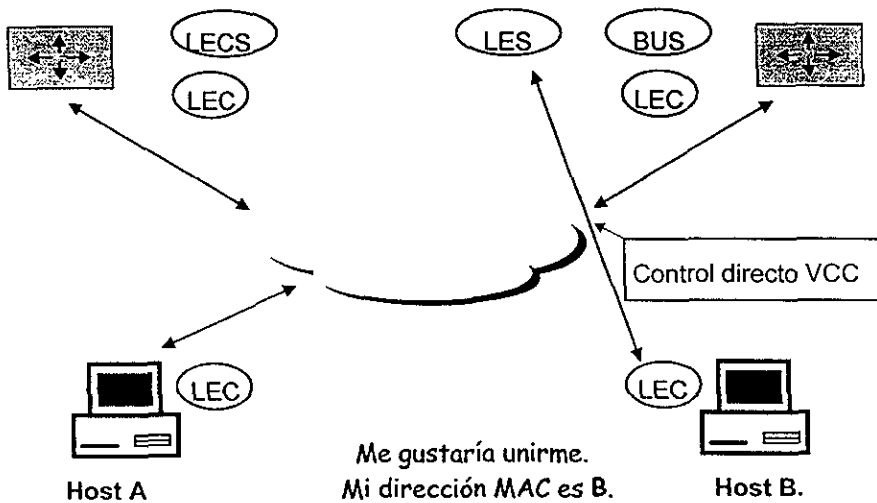 LECS
LES
BUS
LEC
LEC
Control directo VCC
LEC
LEC
Me gustaría unirme.
Mi dirección MAC es B.
Host A
Host B.